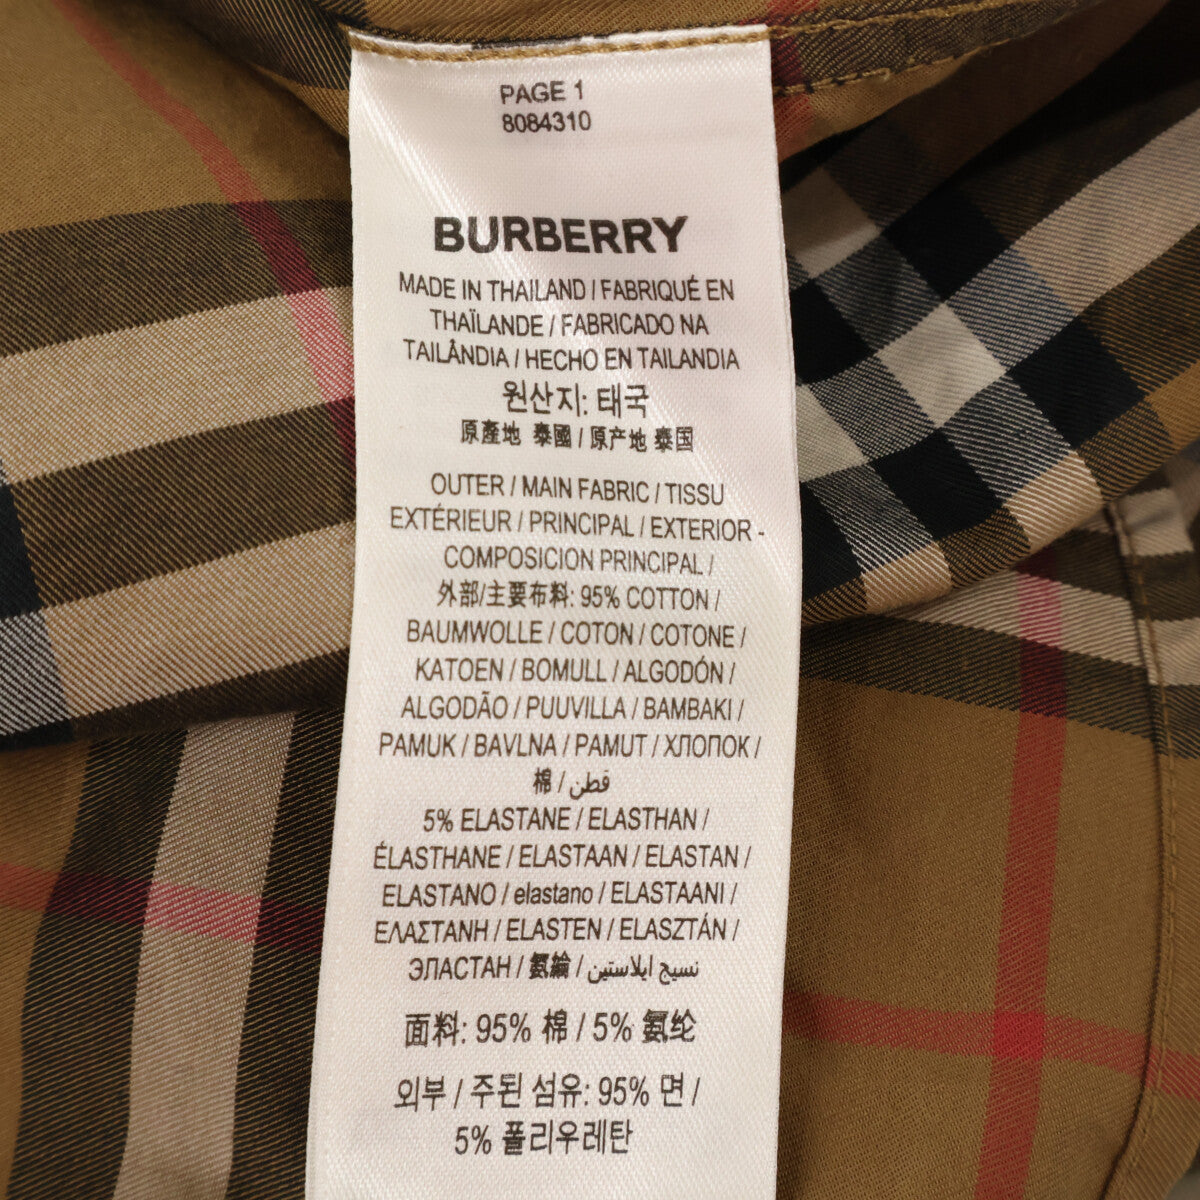 PAGE 1
8084310
BURBERRY
MADE IN THAILAND / FABRIQUÉ EN
THAÏLANDE / FABRICADO NA
TAILÂNDIA / HECHO EN TAILANDIA
원산지: 태국
原產地 泰國 / 原产地 泰国
OUTER / MAIN FABRIC / TISSU
EXTÉRIEUR / PRINCIPAL / EXTERIOR -
COMPOSICION PRINCIPAL /
外部/主要布料: 95% COTTON /
BAUMWOLLE / COTON / COTONE /
KATOEN / BOMULL / ALGODÓN /
ALGODÃO / PUUVILLA / BAMBAKI /
PAMUK / BAVLNA / PAMUT / ХЛОПОК /
棉 / قطن
5% ELASTANE / ELASTHAN /
ÉLASTHANE / ELASTAAN / ELASTAN /
ELASTANO / elastano / ELASTAANI /
ΕΛΑΣΤΑΝΗ / ELASTEN / ELASZTÁN /
ЭЛАСТАН / 氨綸 / نسيج ايلاستين
面料: 95% 棉 / 5% 氨纶
외부 / 주된 섬유: 95% 면 /
5% 폴리우레탄